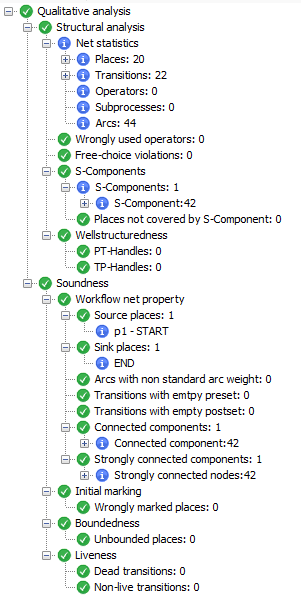 Qualitative analysis
Structural analysis
Net statistics
Places: 20
Transitions: 22
Operators: 0
Subprocesses: 0
Arcs: 44
Wrongly used operators: 0
Free-choice violations: 0
S-Components
S-Components: 1
S-Component:42
Places not covered by S-Component: 0
Wellstructuredness
PT-Handles: 0
TP-Handles: 0
Soundness
Workflow net property
Source places: 1
p1 - START
Sink places: 1
END
Arcs with non standard arc weight: 0
Transitions with emtpy preset: 0
Transitions with empty postset: 0
Connected components: 1
Connected component:42
Strongly connected components: 1
Strongly connected nodes:42
Initial marking
Wrongly marked places: 0
Boundedness
Unbounded places: 0
Liveness
Dead transitions: 0
Non-live transitions: 0